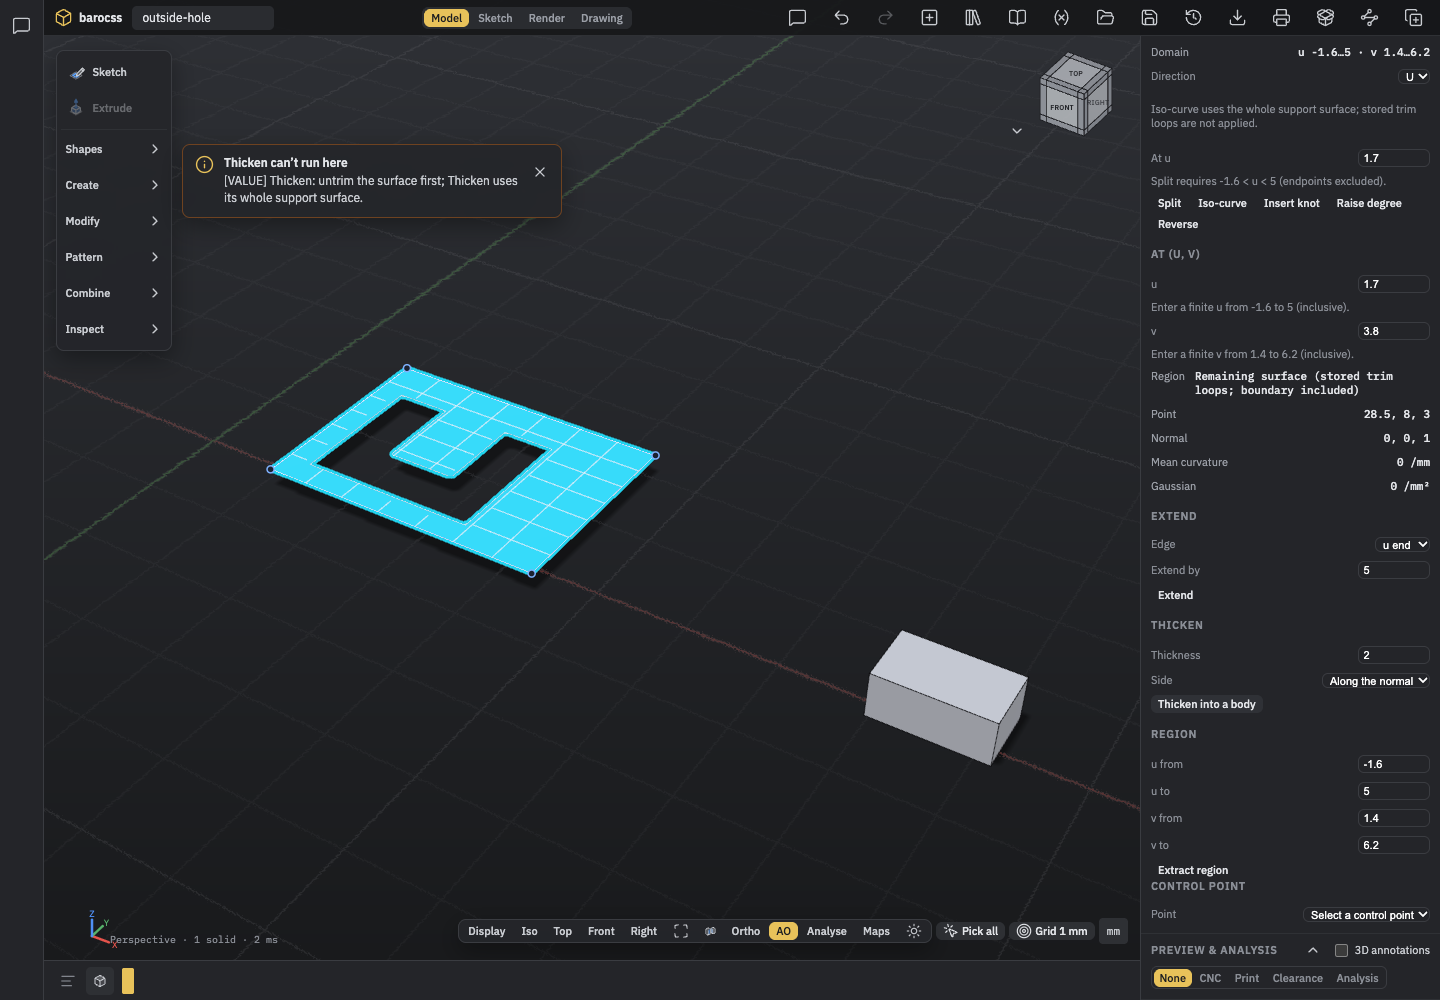 barocss
outside-hole
Model Sketch Render Drawing
Sketch
Extrude
Shapes
Create
Modify
Pattern
Combine
Inspect
Thicken can't run here
[VALUE] Thicken: untrim the surface first; Thicken uses
its whole support surface.
TOP
FRONT
RIGHT
Domain u -1.6…5 · v 1.4…6.2
Direction U
Iso-curve uses the whole support surface; stored trim
loops are not applied.
At u 1.7
Split requires -1.6 < u < 5 (endpoints excluded).
Split Iso-curve Insert knot Raise degree
Reverse
AT (U, V)
u 1.7
Enter a finite u from -1.6 to 5 (inclusive).
v 3.8
Enter a finite v from 1.4 to 6.2 (inclusive).
Region Remaining surface (stored trim
loops; boundary included)
Point 28.5, 8, 3
Normal 0, 0, 1
Mean curvature 0 /mm
Gaussian 0 /mm²
EXTEND
Edge u end
Extend by 5
Extend
THICKEN
Thickness 2
Side Along the normal
Thicken into a body
REGION
u from -1.6
u to 5
v from 1.4
v to 6.2
Extract region
CONTROL POINT
Point Select a control point
PREVIEW & ANALYSIS 3D annotations
None CNC Print Clearance Analysis
Z
Y
X
Perspective · 1 solid · 2 ms
Display Iso Top Front Right Ortho AO Analyse Maps
Pick all
Grid 1 mm
mm